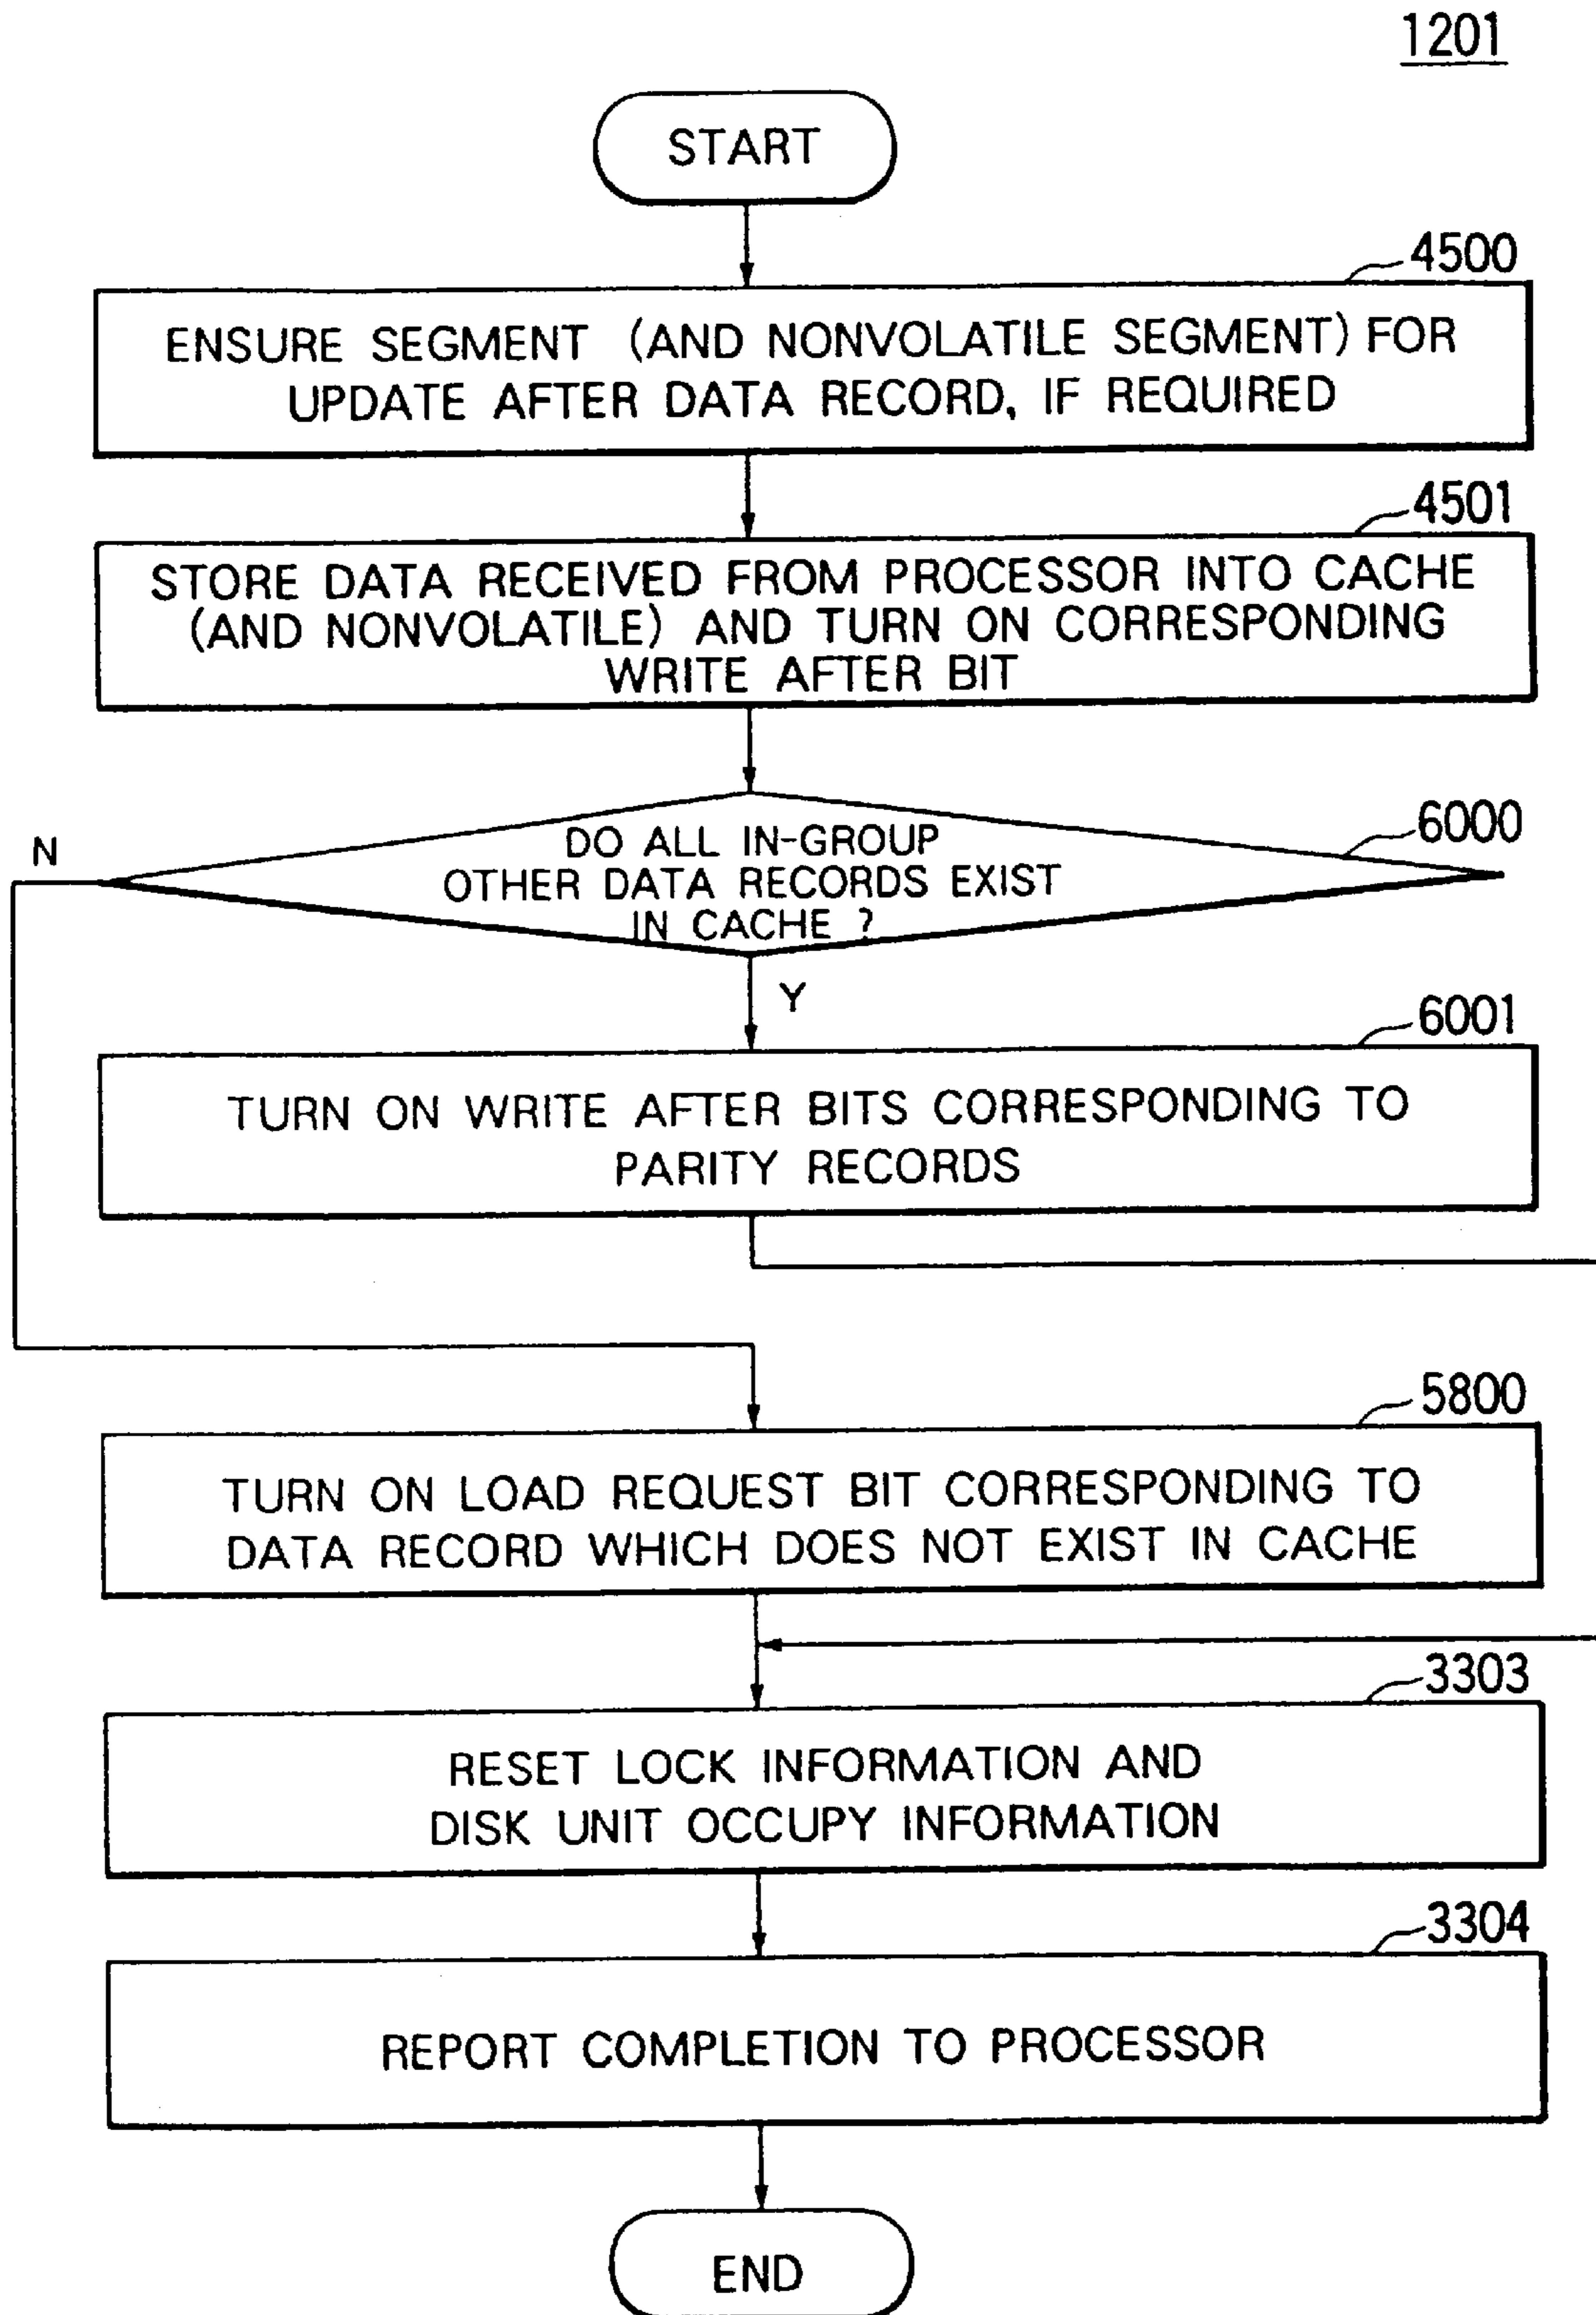 1201
START
4500
ENSURE SEGMENT (AND NONVOLATILE SEGMENT) FOR
UPDATE AFTER DATA RECORD, IF REQUIRED
4501
STORE DATA RECEIVED FROM PROCESSOR INTO CACHE
(AND NONVOLATILE) AND TURN ON CORRESPONDING
WRITE AFTER BIT
6000
N
DO ALL IN-GROUP
OTHER DATA RECORDS EXIST
IN CACHE ?
Y
6001
TURN ON WRITE AFTER BITS CORRESPONDING TO
PARITY RECORDS
5800
TURN ON LOAD REQUEST BIT CORRESPONDING TO
DATA RECORD WHICH DOES NOT EXIST IN CACHE
3303
RESET LOCK INFORMATION AND
DISK UNIT OCCUPY INFORMATION
3304
REPORT COMPLETION TO PROCESSOR
END